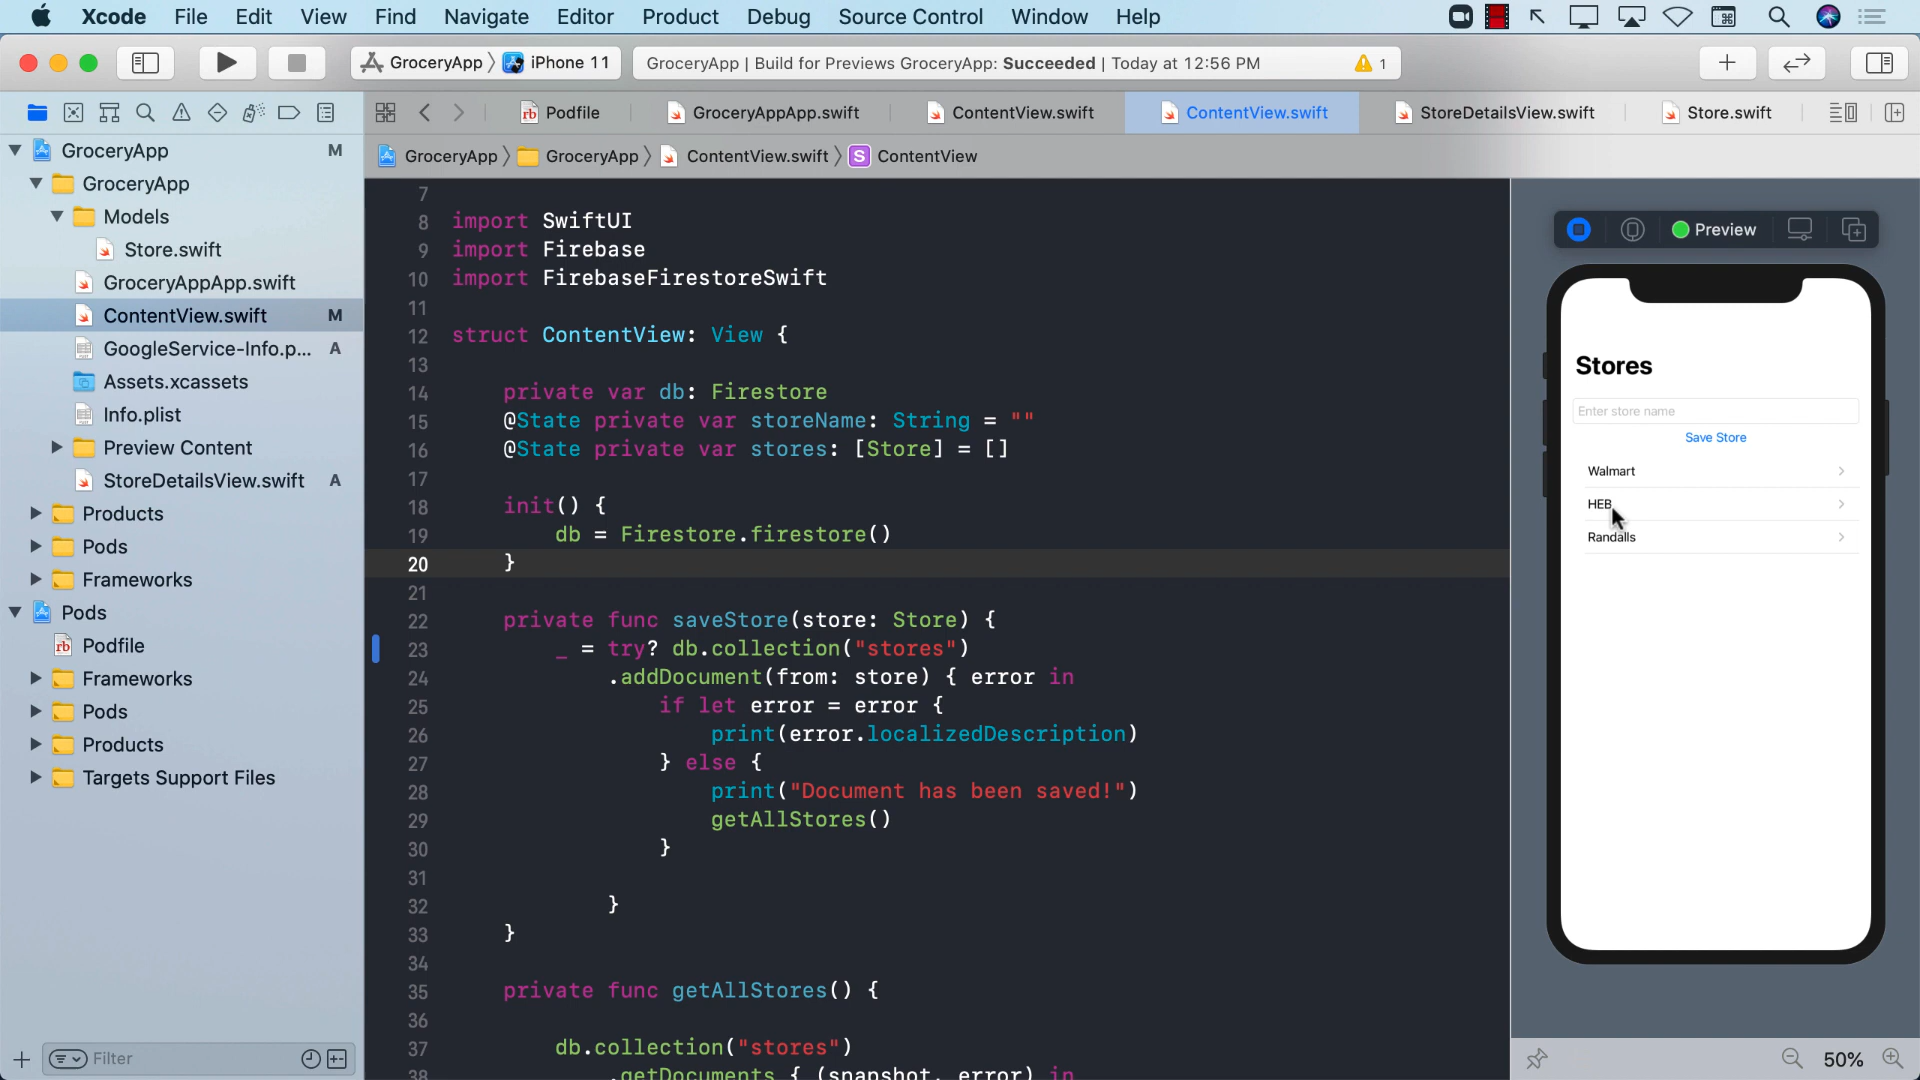 Xcode File Edit View Find Navigate Editor Product Debug Source Control Window Help
GroceryApp iPhone 11
GroceryApp | Build for Previews GroceryApp: Succeeded | Today at 12:56 PM 1
rb Podfile GroceryAppApp.swift ContentView.swift ContentView.swift StoreDetailsView.swift Store.swift
GroceryApp GroceryApp ContentView.swift S ContentView
GroceryApp M
GroceryApp
Models
Store.swift
GroceryAppApp.swift
ContentView.swift M
GoogleService-Info.p... A
Assets.xcassets
Info.plist
Preview Content
StoreDetailsView.swift A
Products
Pods
Frameworks
Pods
rb Podfile
Frameworks
Pods
Products
Targets Support Files
Filter
7
8 import SwiftUI
9 import Firebase
10 import FirebaseFirestoreSwift
11
12 struct ContentView: View {
13
14 private var db: Firestore
15 @State private var storeName: String = ""
16 @State private var stores: [Store] = []
17
18 init() {
19 db = Firestore.firestore()
20 }
21
22 private func saveStore(store: Store) {
23 _ = try? db.collection("stores")
24 .addDocument(from: store) { error in
25 if let error = error {
26 print(error.localizedDescription)
27 } else {
28 print("Document has been saved!")
29 getAllStores()
30 }
31
32 }
33 }
34
35 private func getAllStores() {
36
37 db.collection("stores")
38 .getDocuments { (snapshot, error) in
Preview
Stores
Enter store name
Save Store
Walmart
HEB
Randalls
50%